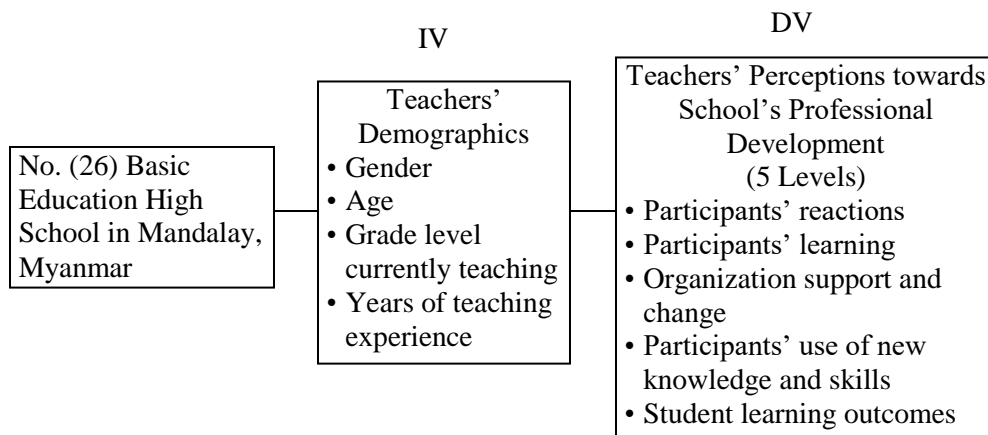 IV
DV
No. (26) Basic
Education High
School in Mandalay,
Myanmar
Teachers’
Demographics
• Gender
• Age
• Grade level
currently teaching
• Years of teaching
experience
Teachers’ Perceptions towards
School’s Professional
Development
(5 Levels)
• Participants’ reactions
• Participants’ learning
• Organization support and
change
• Participants’ use of new
knowledge and skills
• Student learning outcomes